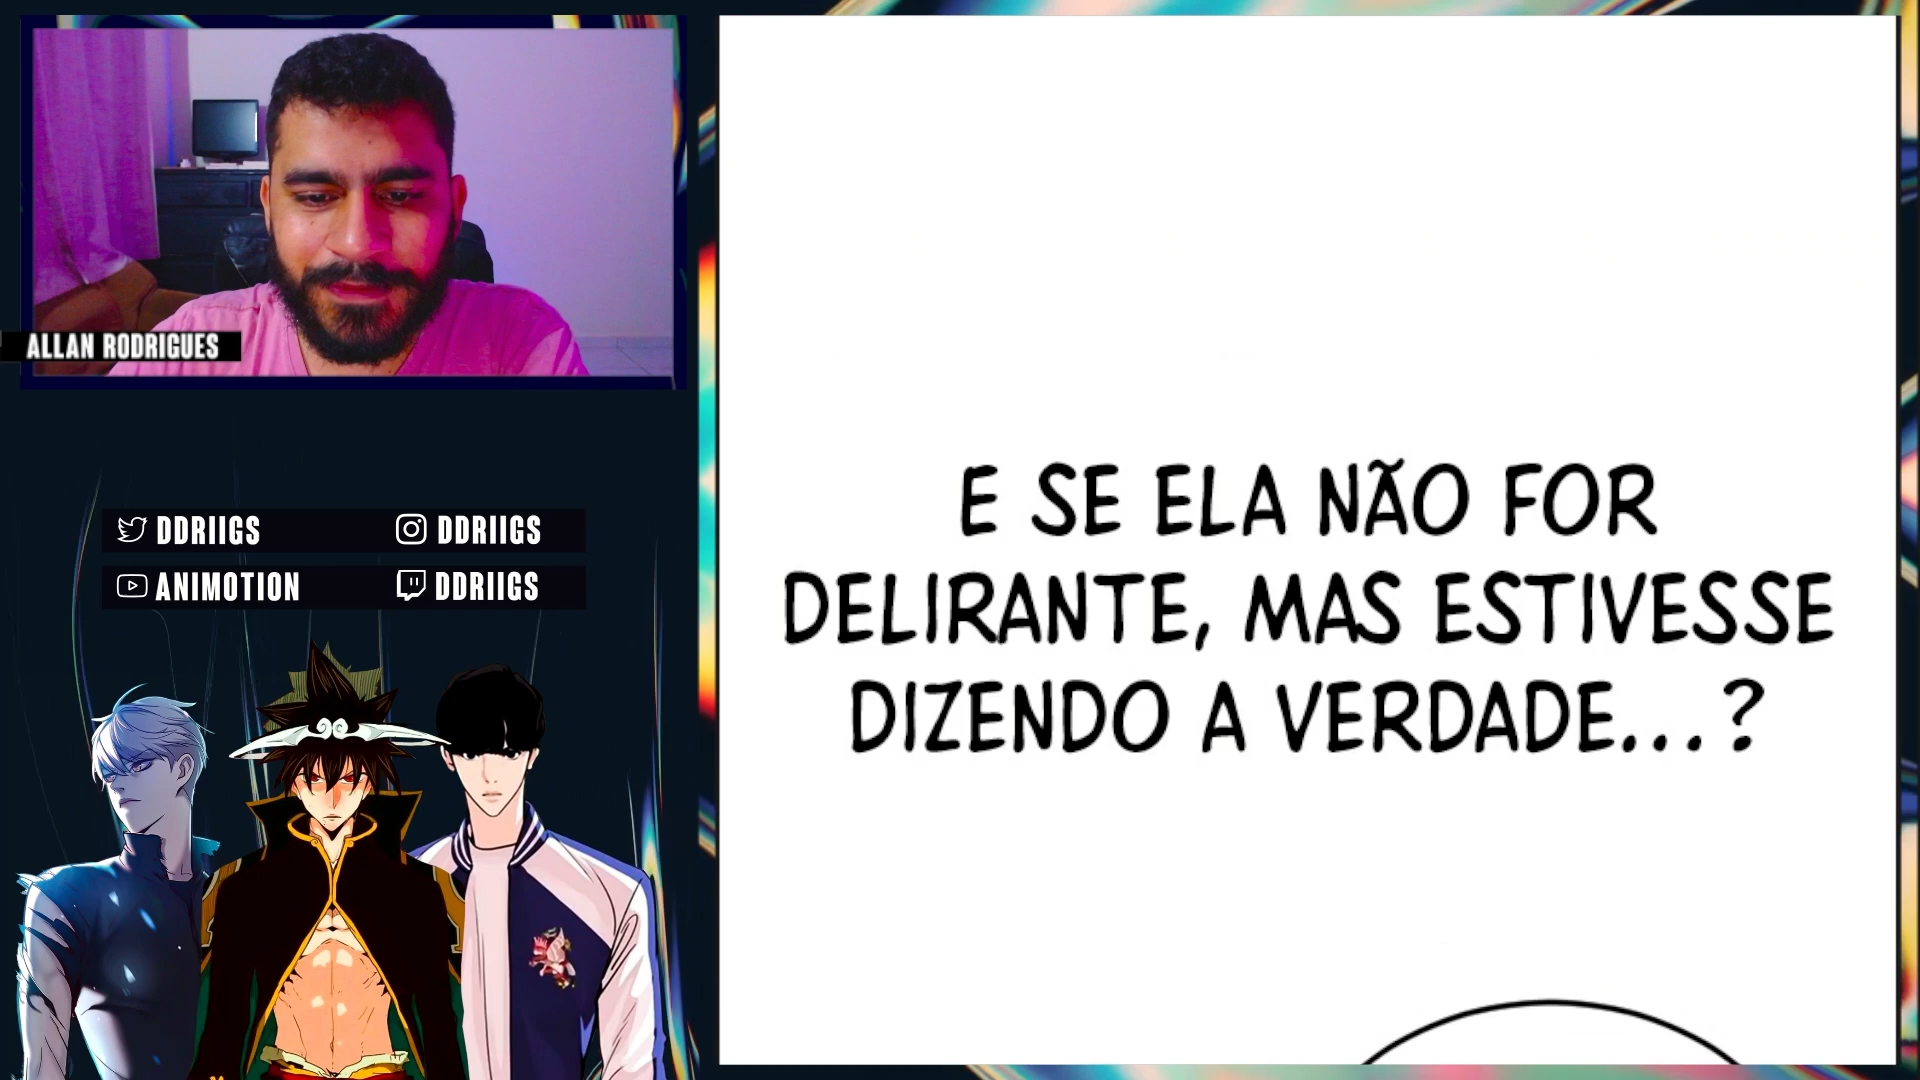 ALLAN RODRIGUES
DDRIIGS
DDRIIGS
ANIMOTION
DDRIIGS
E SE ELA NÃO FOR
DELIRANTE, MAS ESTIVESSE
DIZENDO A VERDADE...?